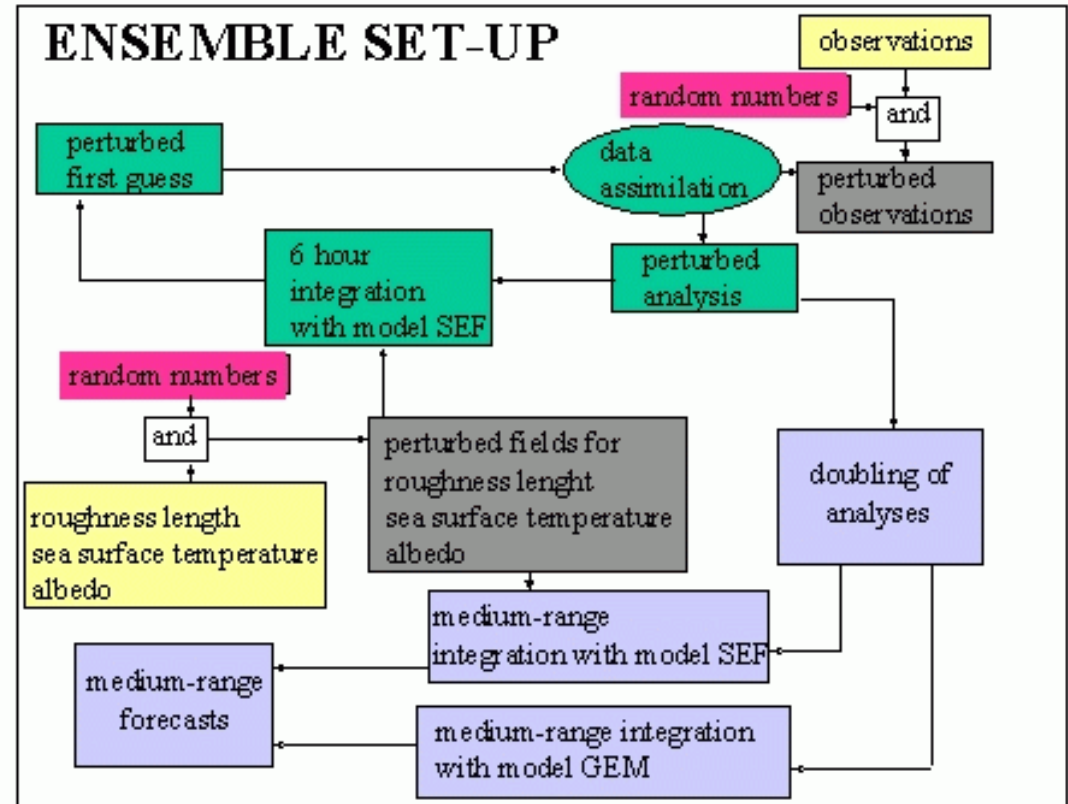 ENSEMBLE SET-UP
observations
random numbers
and
perturbed
first guess
data
assimilation
perturbed
observations
6 hour
integration
with model SEF
perturbed
analysis
random numbers
and
perturbed fields for
roughness lenght
sea surface temperature
albedo
doubling of
analyses
roughness length
sea surface temperature
albedo
medium-range
integration with model SEF
medium-range
forecasts
medium-range integration
with model GEM